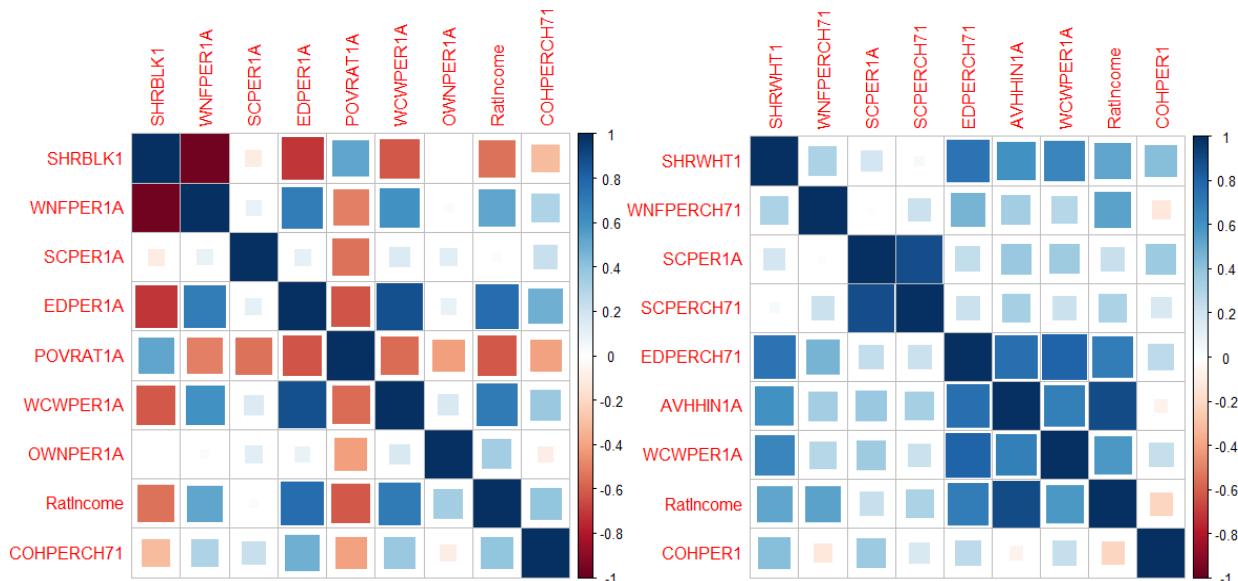 SHRBLK1
WNFPER1A
SCPER1A
EDPER1A
POVRAT1A
WCWPER1A
OWNPER1A
RatIncome
COHPERCH71
SHRBLK1
WNFPER1A
SCPER1A
EDPER1A
POVRAT1A
WCWPER1A
OWNPER1A
RatIncome
COHPERCH71
1
0.8
0.6
0.4
0.2
0
-0.2
-0.4
-0.6
-0.8
-1
SHRWHT1
WNFPERCH71
SCPER1A
SCPERCH71
EDPERCH71
AVHHIN1A
WCWPER1A
RatIncome
COHPER1
SHRWHT1
WNFPERCH71
SCPER1A
SCPERCH71
EDPERCH71
AVHHIN1A
WCWPER1A
RatIncome
COHPER1
1
0.8
0.6
0.4
0.2
0
-0.2
-0.4
-0.6
-0.8
-1